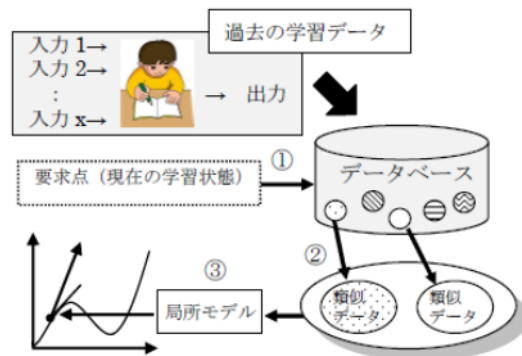 過去の学習データ
入力 1→
入力 2→
:
入力 x→
→ 出力
①
要求点（現在の学習状態）
データベース
②
類似
データ
類似
データ
③
局所モデル